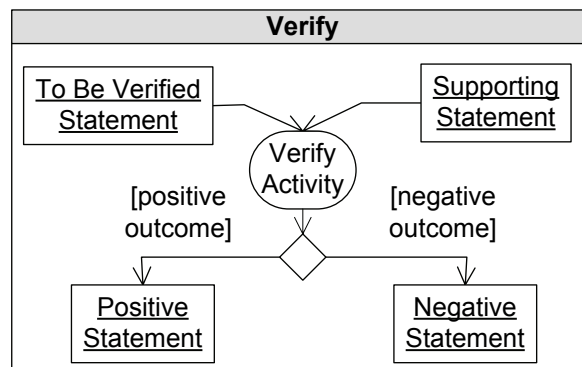 Verify
To Be Verified
Statement
Supporting
Statement
Verify
Activity
[positive
outcome]
[negative
outcome]
Positive
Statement
Negative
Statement